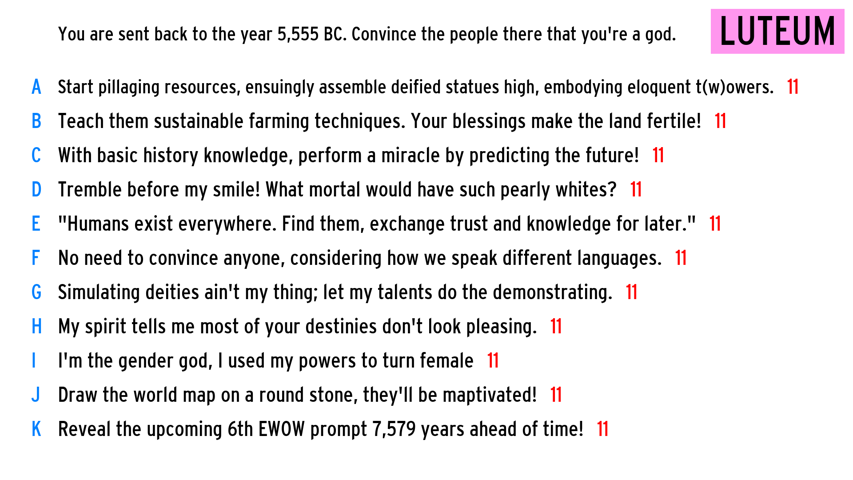 You are sent back to the year 5,555 BC. Convince the people there that you're a god.
LUTEUM
A Start pillaging resources, ensuingly assemble deified statues high, embodying eloquent t(w)owers. 11
B Teach them sustainable farming techniques. Your blessings make the land fertile! 11
C With basic history knowledge, perform a miracle by predicting the future! 11
D Tremble before my smile! What mortal would have such pearly whites? 11
E "Humans exist everywhere. Find them, exchange trust and knowledge for later." 11
F No need to convince anyone, considering how we speak different languages. 11
G Simulating deities ain't my thing; let my talents do the demonstrating. 11
H My spirit tells me most of your destinies don't look pleasing. 11
I I'm the gender god, I used my powers to turn female 11
J Draw the world map on a round stone, they'll be maptivated! 11
K Reveal the upcoming 6th EWOW prompt 7,579 years ahead of time! 11